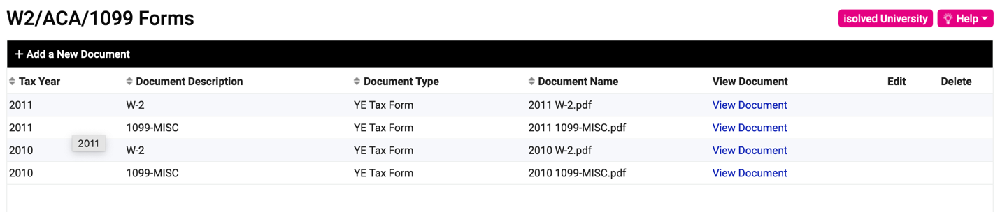 W2/ACA/1099 Forms
isolved University
Help
+ Add a New Document
Tax Year Document Description Document Type Document Name View Document Edit Delete
2011 W-2 YE Tax Form 2011 W-2.pdf View Document
2011 1099-MISC YE Tax Form 2011 1099-MISC.pdf View Document
2011
2010 W-2 YE Tax Form 2010 W-2.pdf View Document
2010 1099-MISC YE Tax Form 2010 1099-MISC.pdf View Document